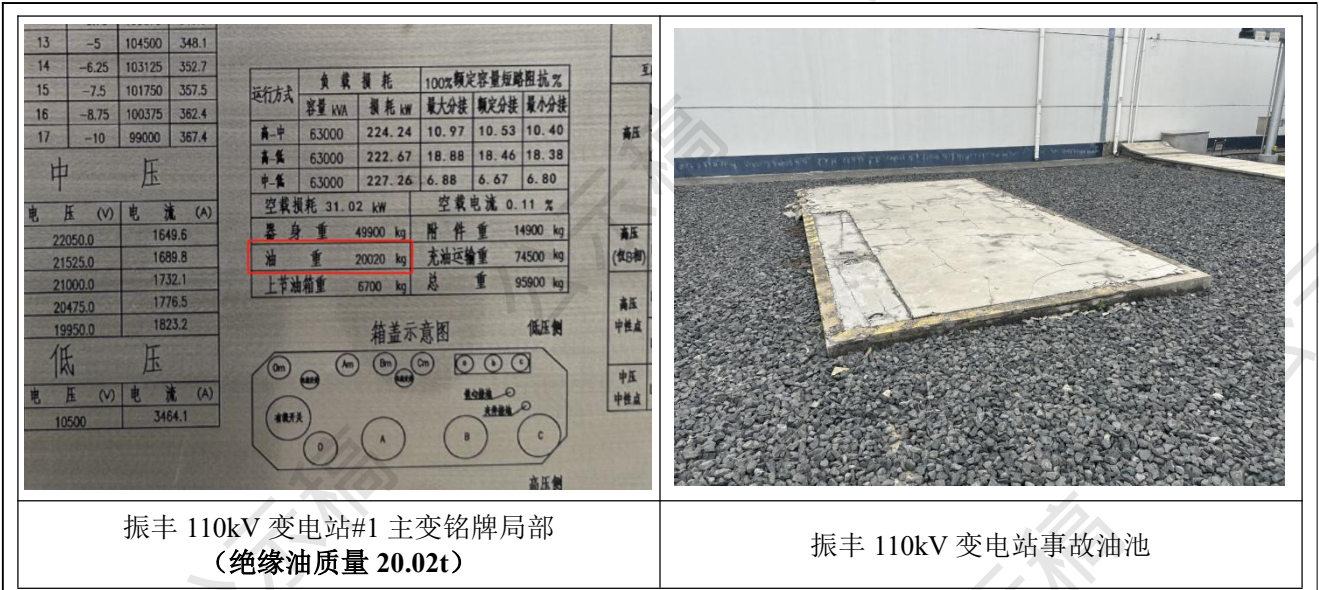 13 -5 104500 348.1
14 -6.25 103125 352.7
15 -7.5 101750 357.5
16 -8.75 100375 362.4
17 -10 99000 367.4
中 压
电 压 (V) 电 流 (A)
22050.0 1649.6
21525.0 1689.8
21000.0 1732.1
20475.0 1776.5
19950.0 1823.2
低 压
电 压 (V) 电 流 (A)
10500 3464.1
运行方式 负 载 损 耗 100%额定容量短路阻抗%
容量 kVA 损 耗 kW 最大分接 额定分接 最小分接
高-中 63000 224.24 10.97 10.53 10.40
高-低 63000 222.67 18.88 18.46 18.38
中-低 63000 227.26 6.88 6.67 6.80
空载损耗 31.02 kW 空载电流 0.11 %
器 身 重 49900 kg 附 件 重 14900 kg
油 重 20020 kg 充油运输重 74500 kg
上节油箱重 6700 kg 总 重 95900 kg
箱盖示意图 低压侧
Om Am Bm Cm a b c
有载开关 O A B C
高压侧
高压
高压
(仅B相)
高压
中性点
中压
中性点
振丰 110kV 变电站#1 主变铭牌局部
（绝缘油质量 20.02t）
振丰 110kV 变电站事故油池
公示稿